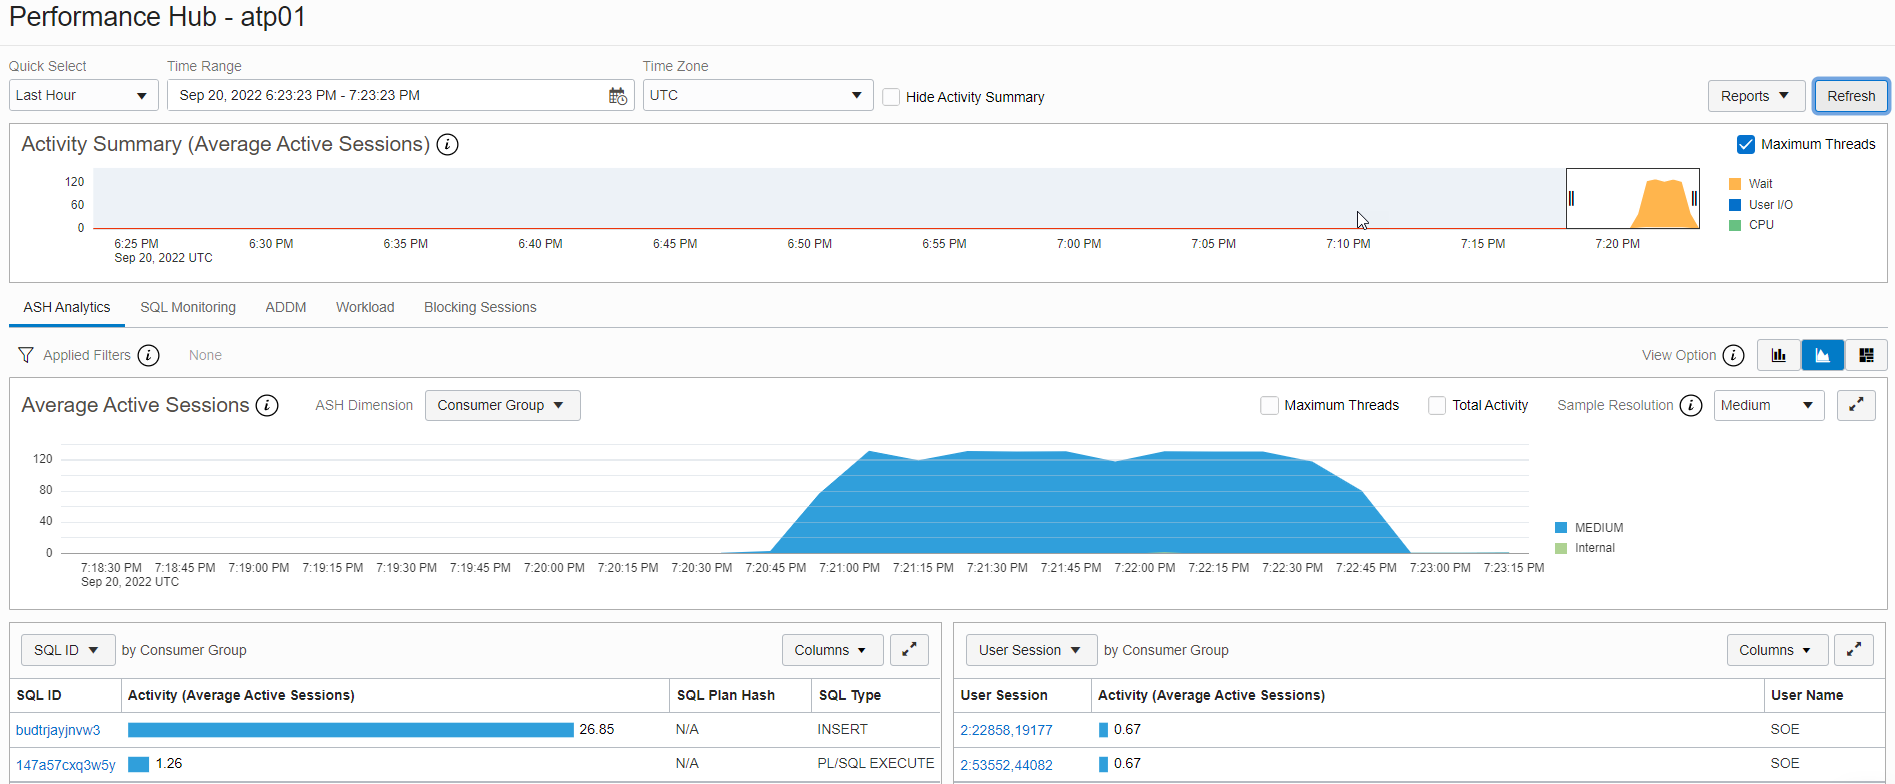 Performance Hub - atp01
Quick Select
Time Range
Time Zone
Last Hour
Sep 20, 2022 6:23:23 PM - 7:23:23 PM
UTC
Hide Activity Summary
Reports
Refresh
Activity Summary (Average Active Sessions)
Maximum Threads
120
60
0
6:25 PM 6:30 PM 6:35 PM 6:40 PM 6:45 PM 6:50 PM 6:55 PM 7:00 PM 7:05 PM 7:10 PM 7:15 PM 7:20 PM
Sep 20, 2022 UTC
Wait
User I/O
CPU
ASH Analytics SQL Monitoring ADDM Workload Blocking Sessions
Applied Filters None
View Option
Average Active Sessions
ASH Dimension
Consumer Group
Maximum Threads
Total Activity
Sample Resolution
Medium
120
80
40
0
7:18:30 PM 7:18:45 PM 7:19:00 PM 7:19:15 PM 7:19:30 PM 7:19:45 PM 7:20:00 PM 7:20:15 PM 7:20:30 PM 7:20:45 PM 7:21:00 PM 7:21:15 PM 7:21:30 PM 7:21:45 PM 7:22:00 PM 7:22:15 PM 7:22:30 PM 7:22:45 PM 7:23:00 PM 7:23:15 PM
Sep 20, 2022 UTC
MEDIUM
Internal
SQL ID by Consumer Group Columns
SQL ID Activity (Average Active Sessions) SQL Plan Hash SQL Type
budtrjayjnvw3 26.85 N/A INSERT
147a57cxq3w5y 1.26 N/A PL/SQL EXECUTE
User Session by Consumer Group Columns
User Session Activity (Average Active Sessions) User Name
2:22858,19177 0.67 SOE
2:53552,44082 0.67 SOE